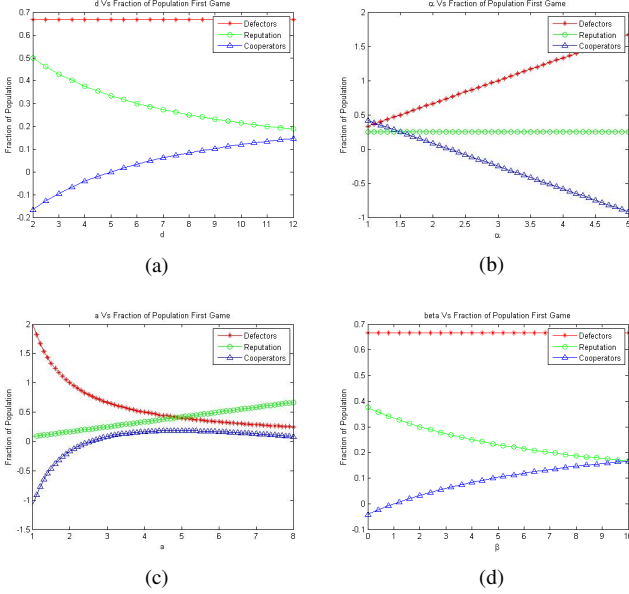 d Vs Fraction of Population First Game
0.7
0.6
0.5
0.4
0.3
0.2
0.1
0
-0.1
-0.2
Fraction of Population
Defectors
Reputation
Cooperators
2 3 4 5 6 7 8 9 10 11 12
d
(a)
α Vs Fraction of Population First Game
2
1.5
1
0.5
0
-0.5
-1
Fraction of Population
Defectors
Reputation
Cooperators
1 1.5 2 2.5 3 3.5 4 4.5 5
α
(b)
a Vs Fraction of Population First Game
2
1.5
1
0.5
0
-0.5
-1
-1.5
Fraction of Population
Defectors
Reputation
Cooperators
1 2 3 4 5 6 7 8
a
(c)
beta Vs Fraction of Population First Game
0.7
0.6
0.5
0.4
0.3
0.2
0.1
0
-0.1
Fraction of Population
Defectors
Reputation
Cooperators
0 2 4 6 8 10
β
(d)